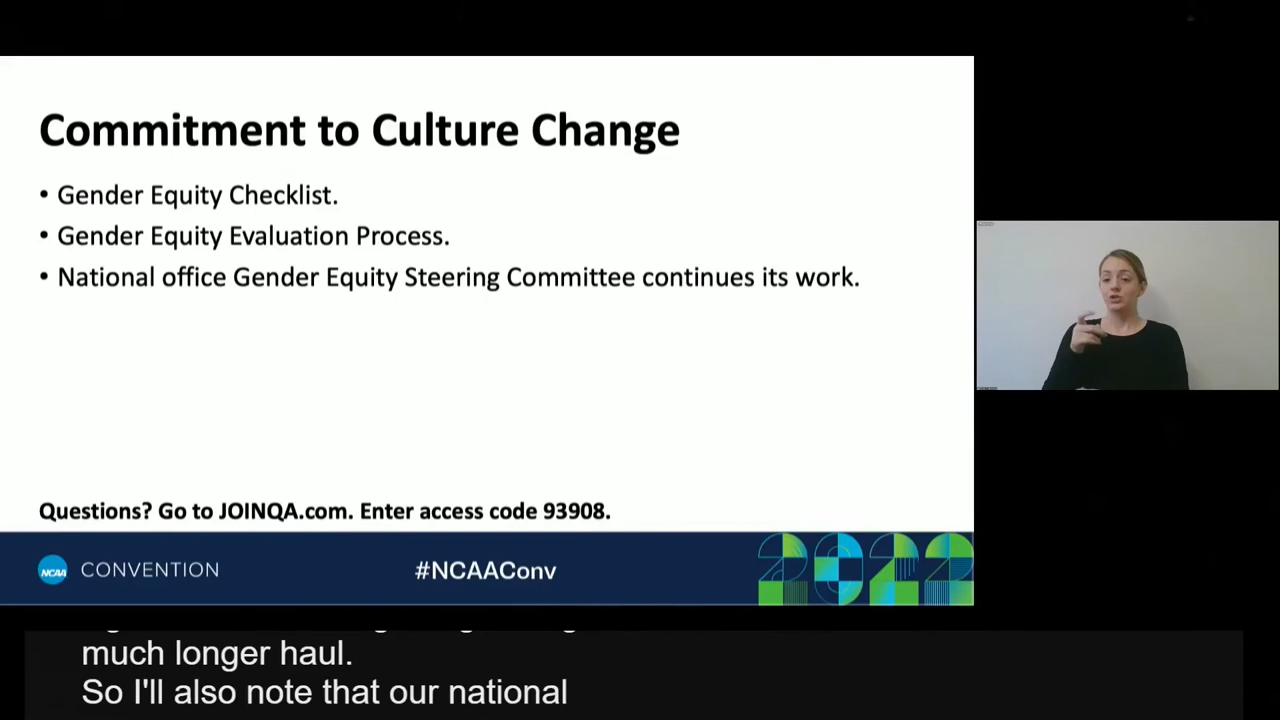 Commitment to Culture Change
• Gender Equity Checklist.
• Gender Equity Evaluation Process.
• National office Gender Equity Steering Committee continues its work.
Questions? Go to JOINQA.com. Enter access code 93908.
NCAA CONVENTION
#NCAAConv
2022
much longer haul.
So I'll also note that our national